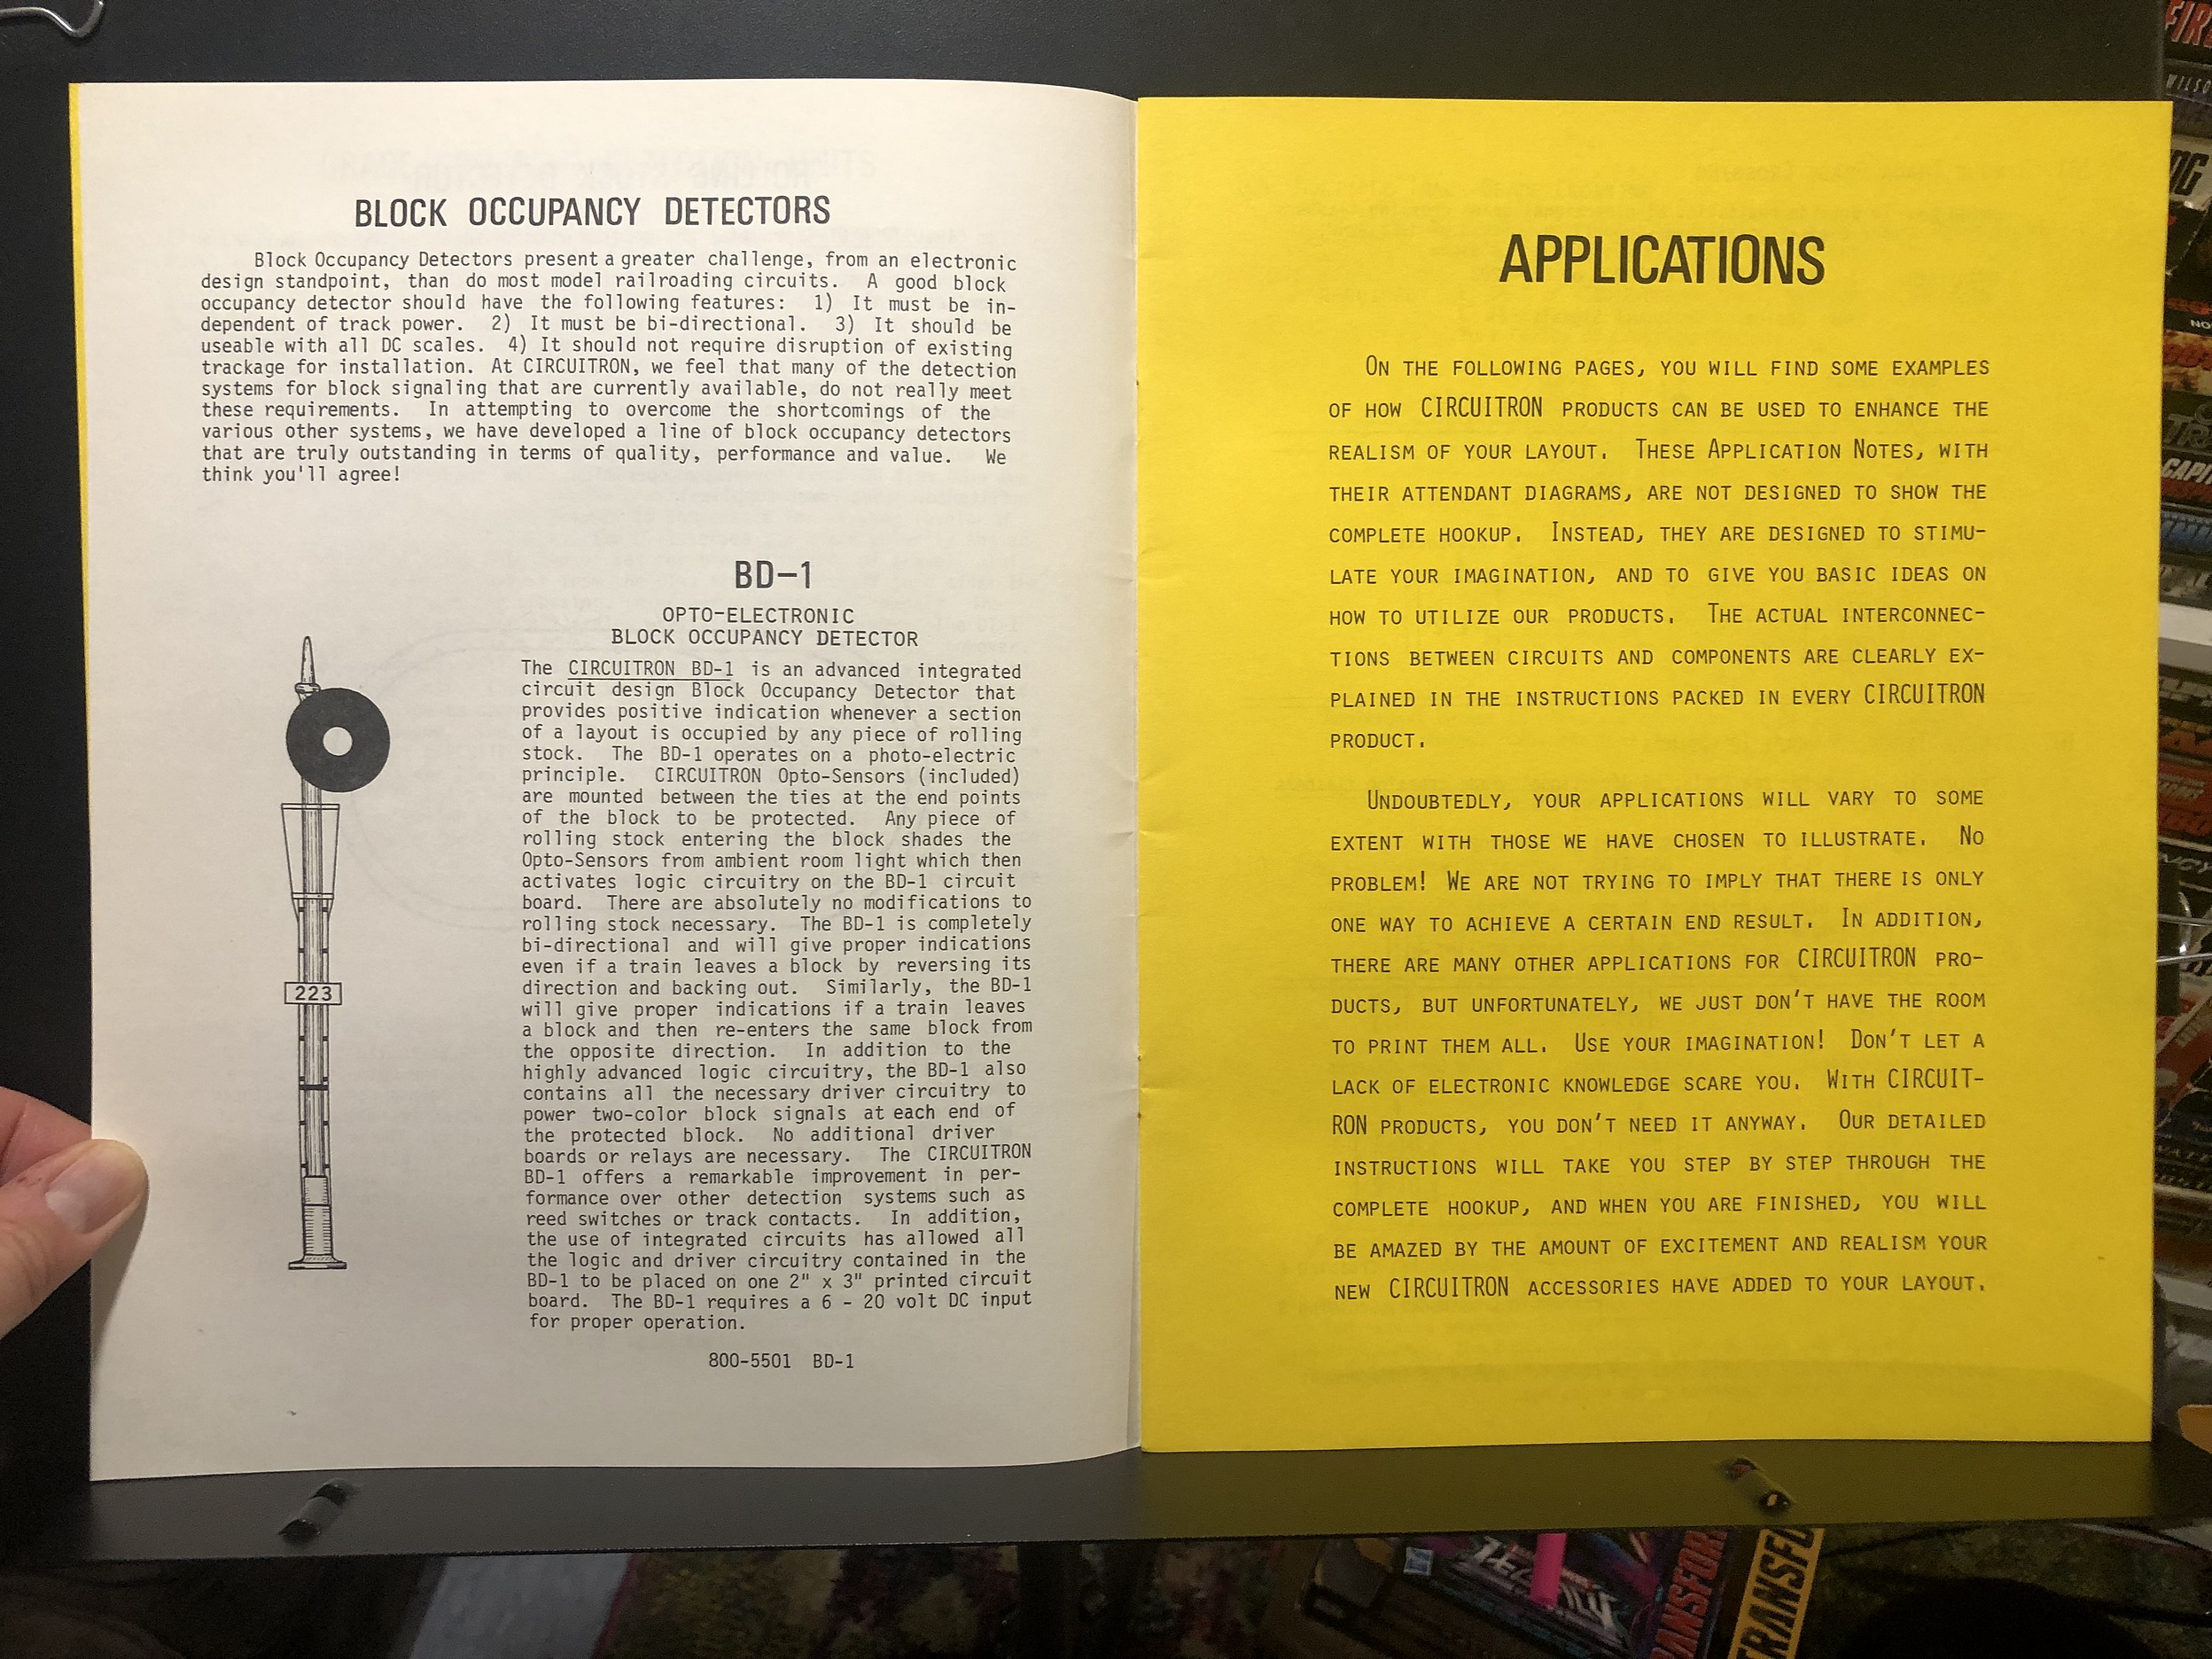 BLOCK OCCUPANCY DETECTORS
Block Occupancy Detectors present a greater challenge, from an electronic
design standpoint, than do most model railroading circuits. A good block
occupancy detector should have the following features: 1) It must be in-
dependent of track power. 2) It must be bi-directional. 3) It should be
useable with all DC scales. 4) It should not require disruption of existing
trackage for installation. At CIRCUITRON, we feel that many of the detection
systems for block signaling that are currently available, do not really meet
these requirements. In attempting to overcome the shortcomings of the
various other systems, we have developed a line of block occupancy detectors
that are truly outstanding in terms of quality, performance and value. We
think you'll agree!
BD-1
OPTO-ELECTRONIC
BLOCK OCCUPANCY DETECTOR
The CIRCUITRON BD-1 is an advanced integrated
circuit design Block Occupancy Detector that
provides positive indication whenever a section
of a layout is occupied by any piece of rolling
stock. The BD-1 operates on a photo-electric
principle. CIRCUITRON Opto-Sensors (included)
are mounted between the ties at the end points
of the block to be protected. Any piece of
rolling stock entering the block shades the
Opto-Sensors from ambient room light which then
activates logic circuitry on the BD-1 circuit
board. There are absolutely no modifications to
rolling stock necessary. The BD-1 is completely
bi-directional and will give proper indications
even if a train leaves a block by reversing its
direction and backing out. Similarly, the BD-1
will give proper indications if a train leaves
a block and then re-enters the same block from
the opposite direction. In addition to the
highly advanced logic circuitry, the BD-1 also
contains all the necessary driver circuitry to
power two-color block signals at each end of
the protected block. No additional driver
boards or relays are necessary. The CIRCUITRON
BD-1 offers a remarkable improvement in per-
formance over other detection systems such as
reed switches or track contacts. In addition,
the use of integrated circuits has allowed all
the logic and driver circuitry contained in the
BD-1 to be placed on one 2" x 3" printed circuit
board. The BD-1 requires a 6 - 20 volt DC input
for proper operation.
800-5501 BD-1
223
APPLICATIONS
ON THE FOLLOWING PAGES, YOU WILL FIND SOME EXAMPLES
OF HOW CIRCUITRON PRODUCTS CAN BE USED TO ENHANCE THE
REALISM OF YOUR LAYOUT. THESE APPLICATION NOTES, WITH
THEIR ATTENDANT DIAGRAMS, ARE NOT DESIGNED TO SHOW THE
COMPLETE HOOKUP. INSTEAD, THEY ARE DESIGNED TO STIMU-
LATE YOUR IMAGINATION, AND TO GIVE YOU BASIC IDEAS ON
HOW TO UTILIZE OUR PRODUCTS. THE ACTUAL INTERCONNEC-
TIONS BETWEEN CIRCUITS AND COMPONENTS ARE CLEARLY EX-
PLAINED IN THE INSTRUCTIONS PACKED IN EVERY CIRCUITRON
PRODUCT.
UNDOUBTEDLY, YOUR APPLICATIONS WILL VARY TO SOME
EXTENT WITH THOSE WE HAVE CHOSEN TO ILLUSTRATE. NO
PROBLEM! WE ARE NOT TRYING TO IMPLY THAT THERE IS ONLY
ONE WAY TO ACHIEVE A CERTAIN END RESULT. IN ADDITION,
THERE ARE MANY OTHER APPLICATIONS FOR CIRCUITRON PRO-
DUCTS, BUT UNFORTUNATELY, WE JUST DON'T HAVE THE ROOM
TO PRINT THEM ALL. USE YOUR IMAGINATION! DON'T LET A
LACK OF ELECTRONIC KNOWLEDGE SCARE YOU. WITH CIRCUIT-
RON PRODUCTS, YOU DON'T NEED IT ANYWAY. OUR DETAILED
INSTRUCTIONS WILL TAKE YOU STEP BY STEP THROUGH THE
COMPLETE HOOKUP, AND WHEN YOU ARE FINISHED, YOU WILL
BE AMAZED BY THE AMOUNT OF EXCITEMENT AND REALISM YOUR
NEW CIRCUITRON ACCESSORIES HAVE ADDED TO YOUR LAYOUT.